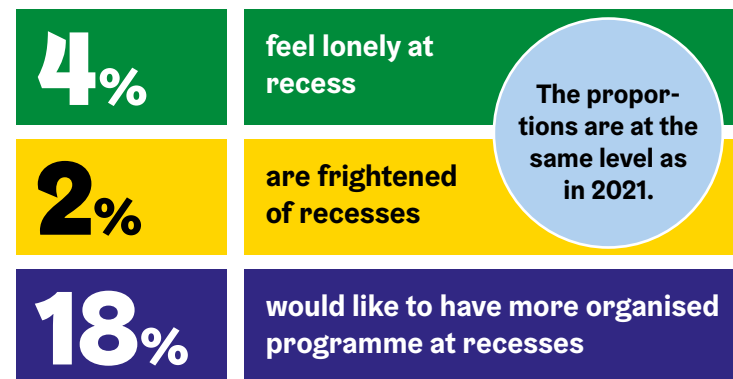 4%
feel lonely at
recess
The propor-
tions are at the
same level as
in 2021.
2%
are frightened
of recesses
18%
would like to have more organised
programme at recesses